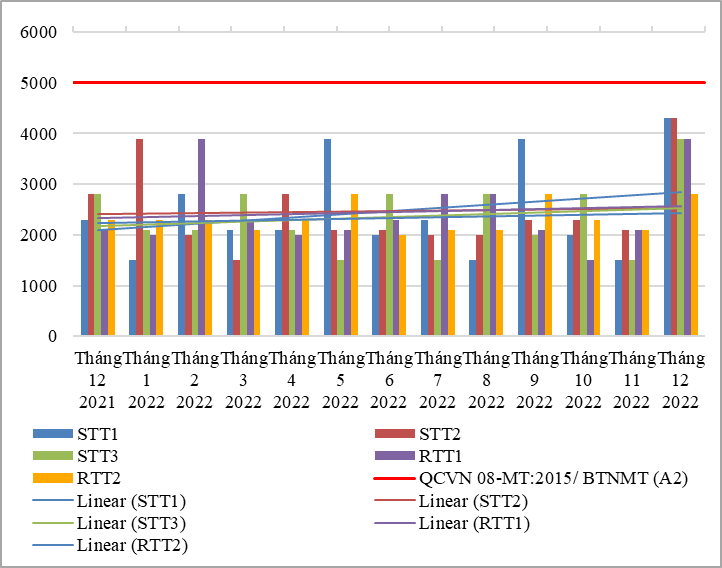 6000
5000
4000
3000
2000
1000
0
Tháng Tháng Tháng Tháng Tháng Tháng Tháng Tháng Tháng Tháng Tháng Tháng Tháng
12 1 2 3 4 5 6 7 8 9 10 11 12
2021 2022 2022 2022 2022 2022 2022 2022 2022 2022 2022 2022 2022
STT1 STT2
STT3 RTT1
RTT2 QCVN 08-MT:2015/ BTNMT (A2)
Linear (STT1) Linear (STT2)
Linear (STT3) Linear (RTT1)
Linear (RTT2)